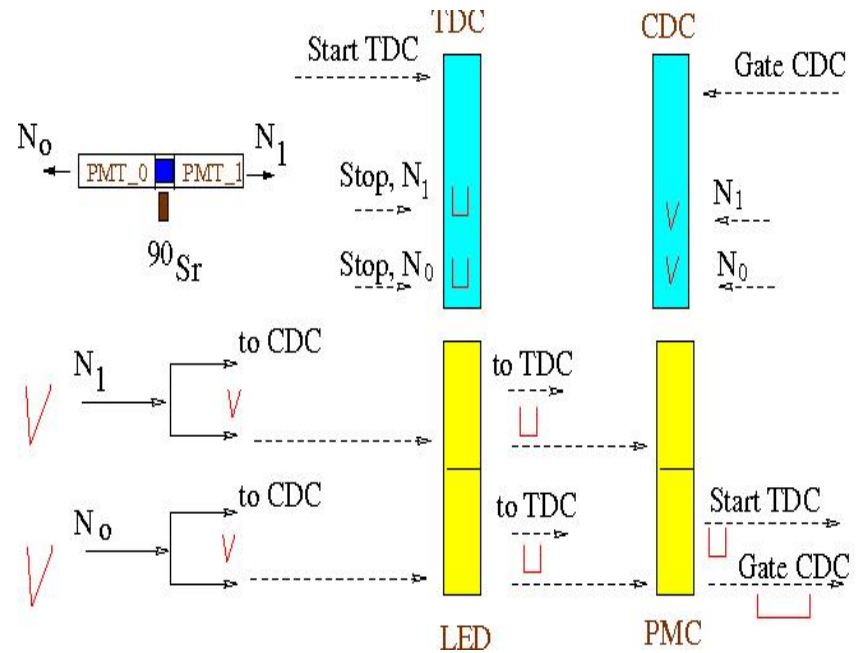 TDC
CDC
Start TDC
Gate CDC
No
N1
PMT_0
PMT_1
Stop, N1
N1
90Sr
Stop, N0
N0
to CDC
N1
to TDC
to CDC
No
to TDC
Start TDC
Gate CDC
LED
PMC